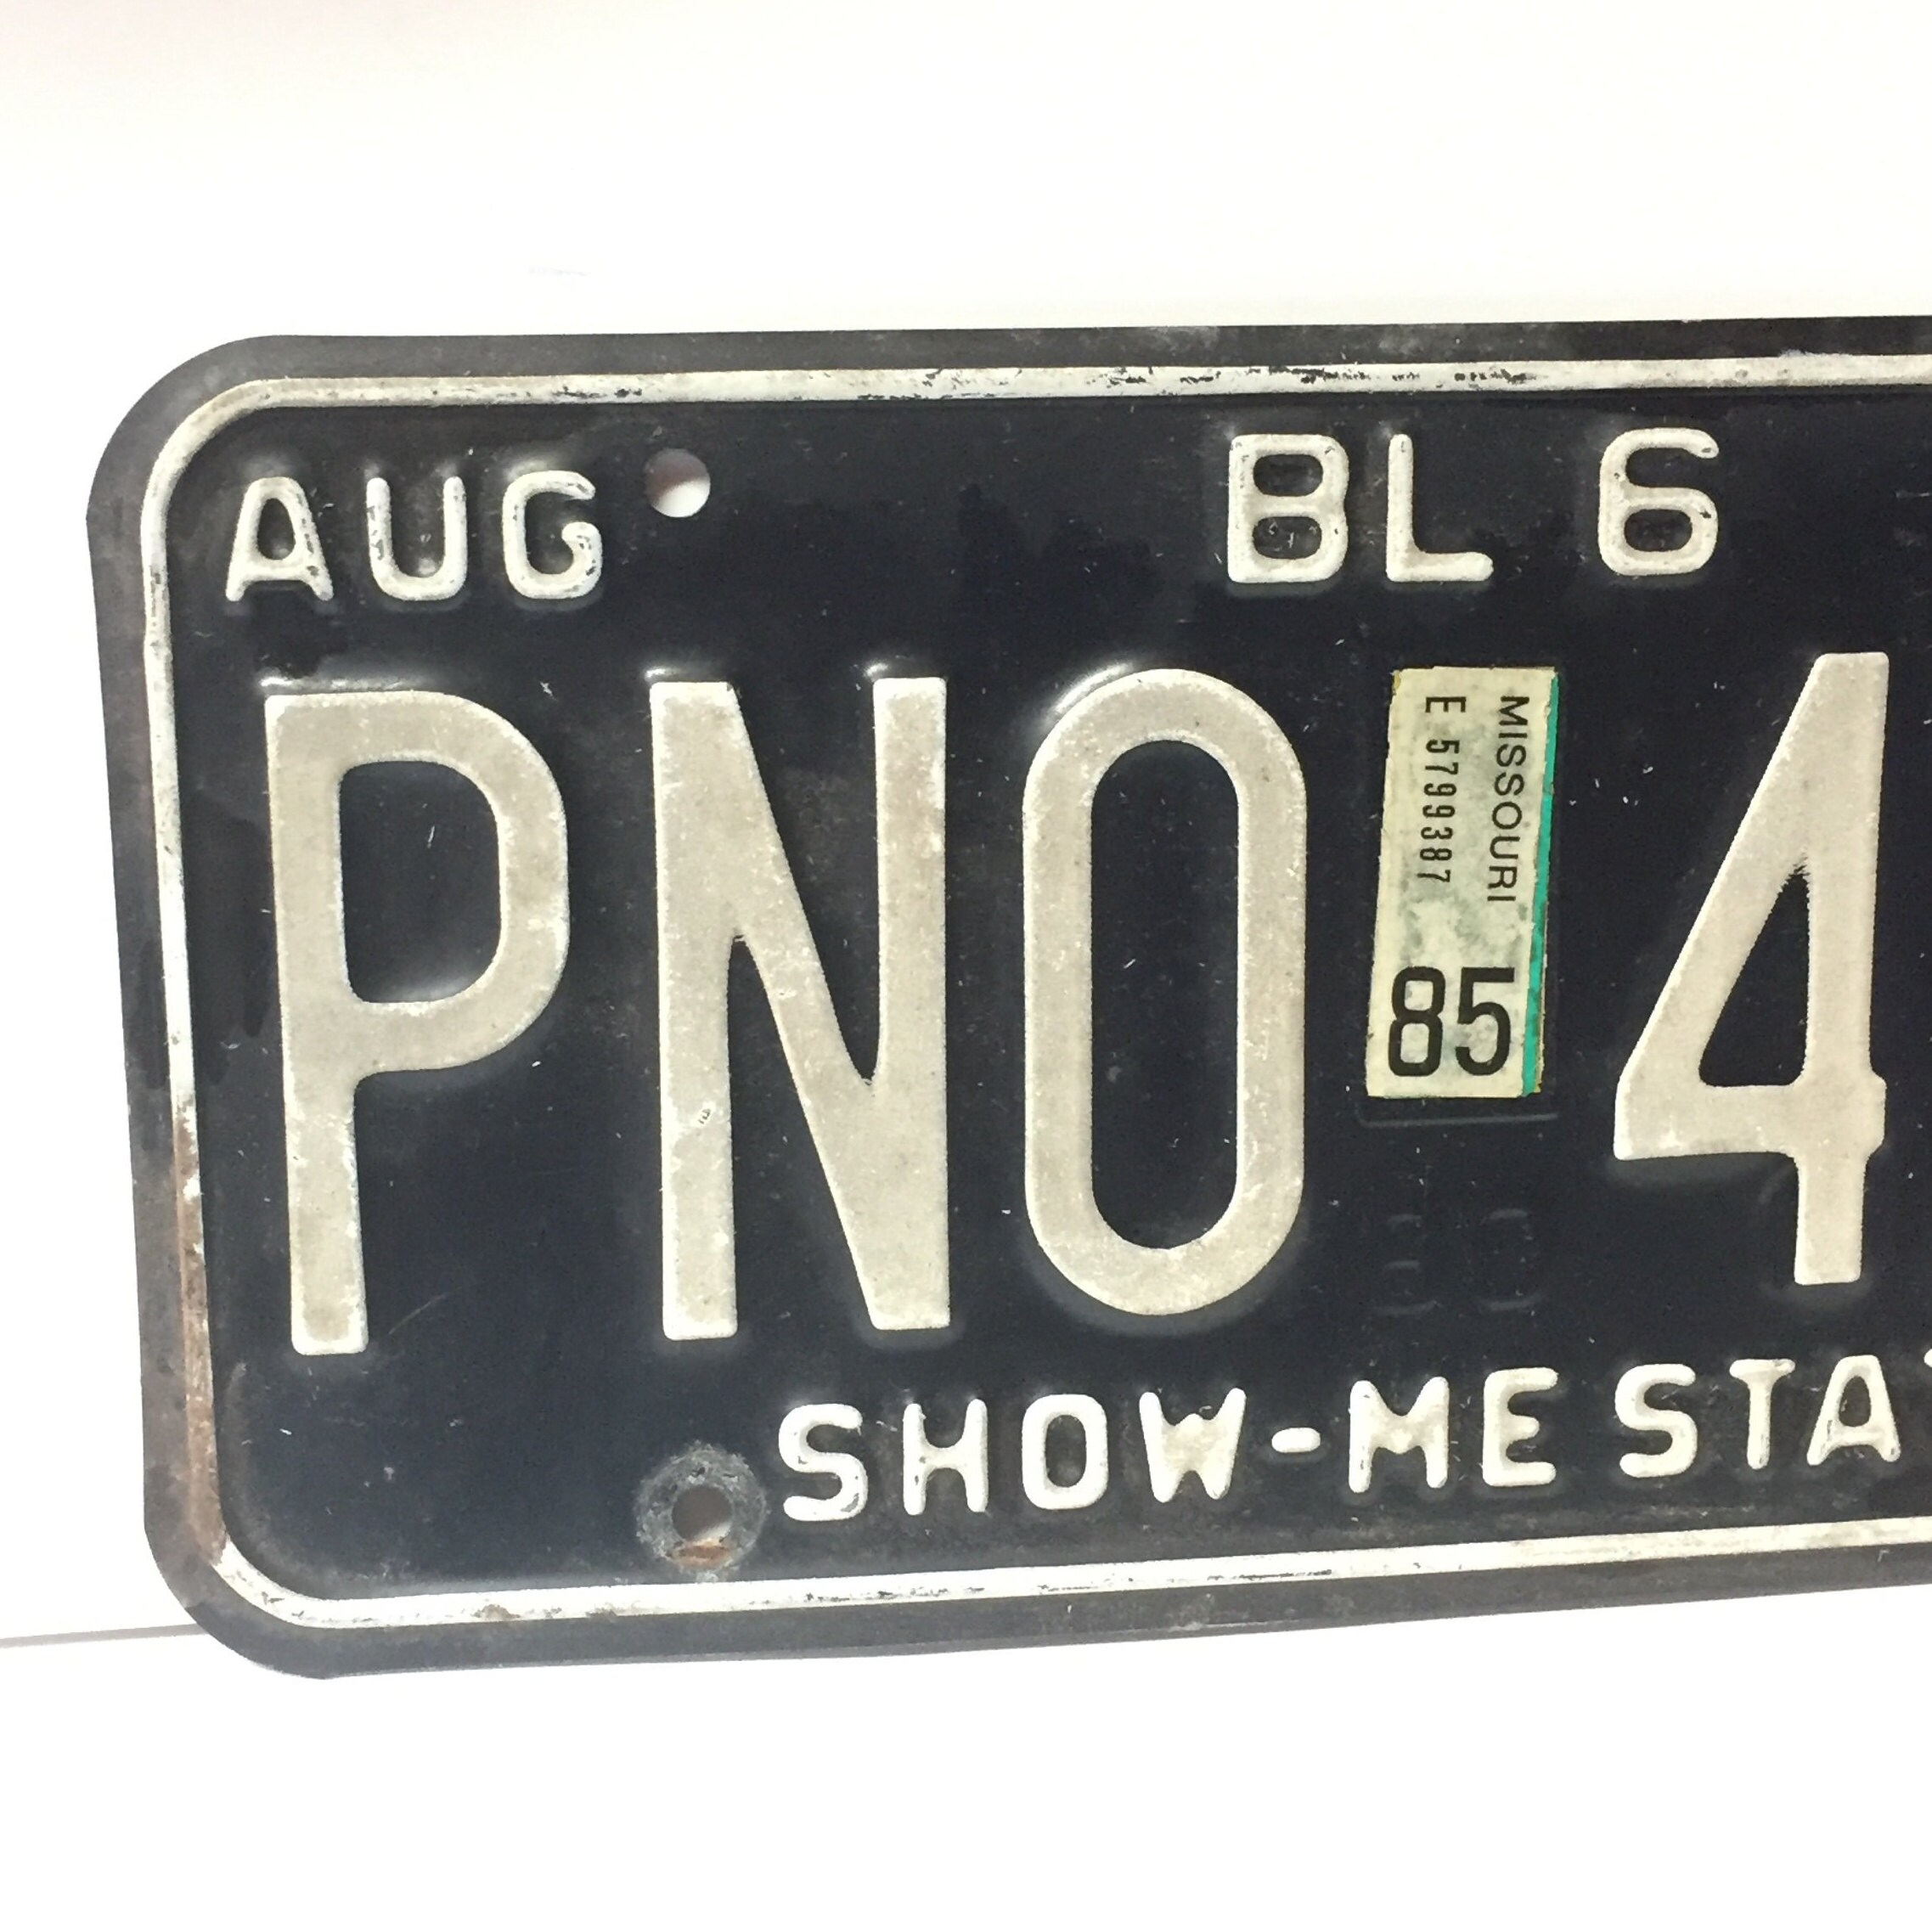 AUG BL 6
PNO 4
MISSOURI
E 5799387
85
SHOW-ME STA